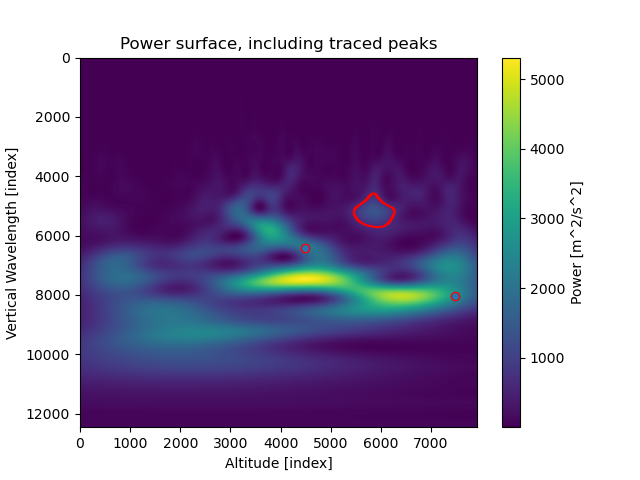 Power surface, including traced peaks
0
2000
4000
6000
8000
10000
12000
Vertical Wavelength [index]
0 1000 2000 3000 4000 5000 6000 7000
Altitude [index]
5000
4000
3000
2000
1000
Power [m^2/s^2]